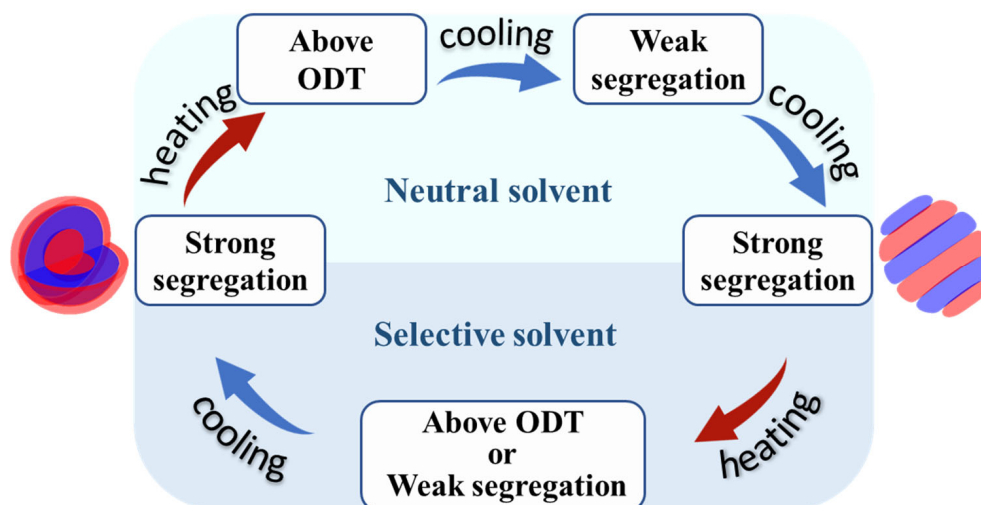 Above
ODT
cooling
Weak
segregation
heating
cooling
Neutral solvent
Strong
segregation
Strong
segregation
Selective solvent
cooling
Above ODT
or
Weak segregation
heating